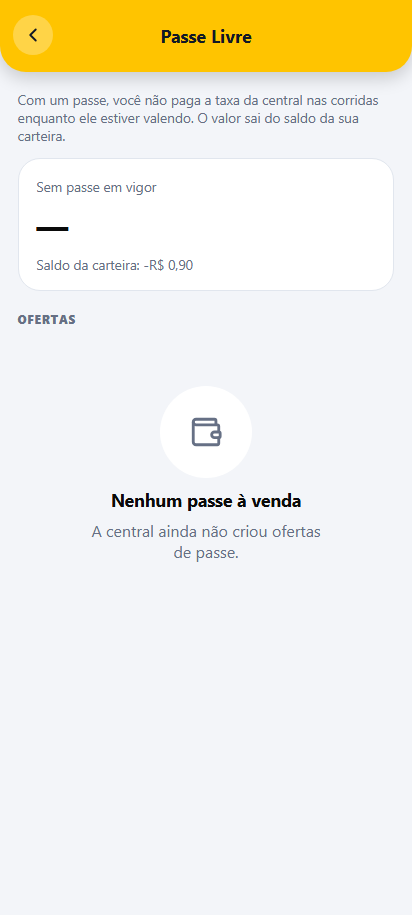 Passe Livre
Com um passe, você não paga a taxa da central nas corridas
enquanto ele estiver valendo. O valor sai do saldo da sua
carteira.
Sem passe em vigor
—
Saldo da carteira: -R$ 0,90
OFERTAS
Nenhum passe à venda
A central ainda não criou ofertas
de passe.